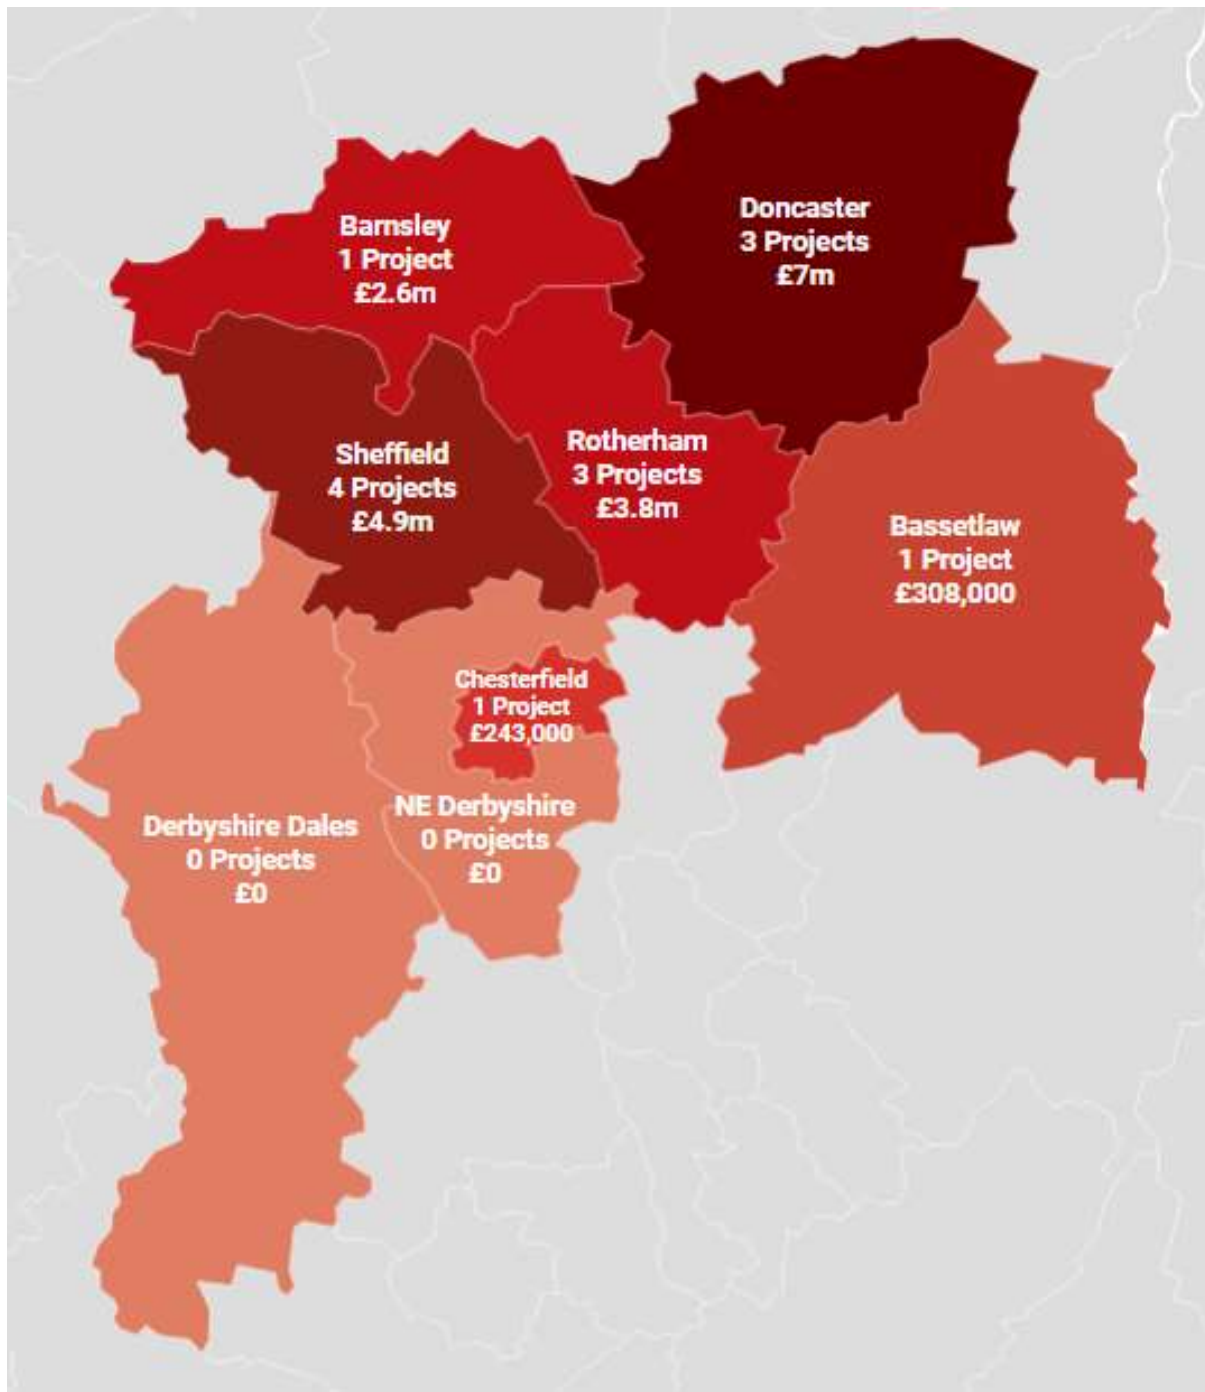 Doncaster
3 Projects
£7m
Barnsley
1 Project
£2.6m
Rotherham
3 Projects
£3.8m
Sheffield
4 Projects
£4.9m
Bassetlaw
1 Project
£308,000
Chesterfield
1 Project
£243,000
NE Derbyshire
0 Projects
£0
Derbyshire Dales
0 Projects
£0